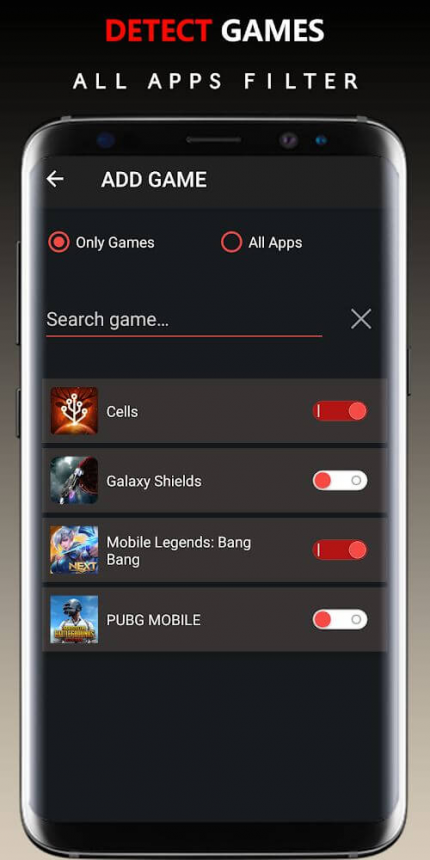 DETECT GAMES
ALL APPS FILTER
ADD GAME
Only Games
All Apps
Search game...
Cells
Galaxy Shields
Mobile Legends: Bang
Bang
NEXT
PUBG MOBILE